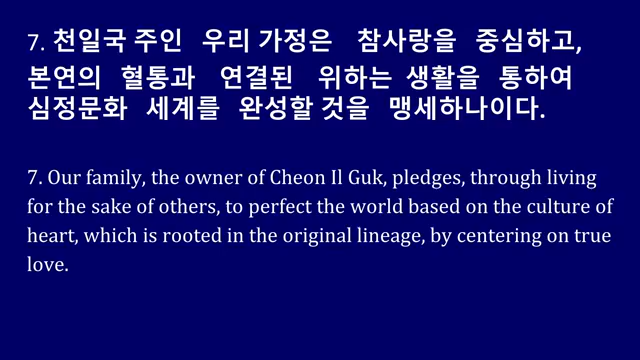 7. 천일국 주인 우리 가정은 참사랑을 중심하고,
본연의 혈통과 연결된 위하는 생활을 통하여
심정문화 세계를 완성할 것을 맹세하나이다.
7. Our family, the owner of Cheon Il Guk, pledges, through living
for the sake of others, to perfect the world based on the culture of
heart, which is rooted in the original lineage, by centering on true
love.